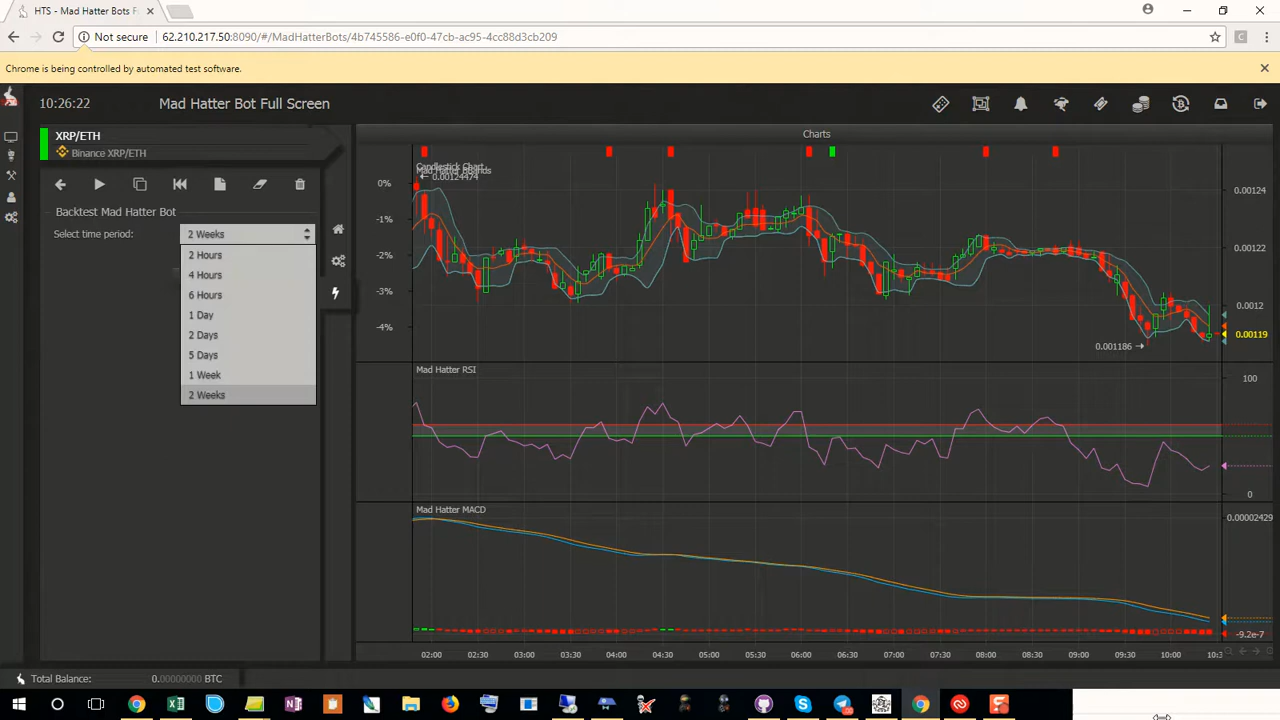 HTS - Mad Hatter Bots F
Not secure 62.210.217.50:8090/#/MadHatterBots/4b745586-e0f0-47cb-ac95-4cc88d3cb209
Chrome is being controlled by automated test software.
10:26:22 Mad Hatter Bot Full Screen
XRP/ETH
Binance XRP/ETH
Charts
Backtest Mad Hatter Bot
Select time period: 2 Weeks
2 Hours
4 Hours
6 Hours
1 Day
2 Days
5 Days
1 Week
2 Weeks
Candlestick Chart
0.00124474
0%
-1%
-2%
-3%
-4%
0.00124
0.00122
0.0012
0.00119
0.001186
Mad Hatter RSI
100
0
Mad Hatter MACD
0.00002429
-9.2e-7
02:00 02:30 03:00 03:30 04:00 04:30 05:00 05:30 06:00 06:30 07:00 07:30 08:00 08:30 09:00 09:30 10:00 10:3
Total Balance: 0.00000000 BTC